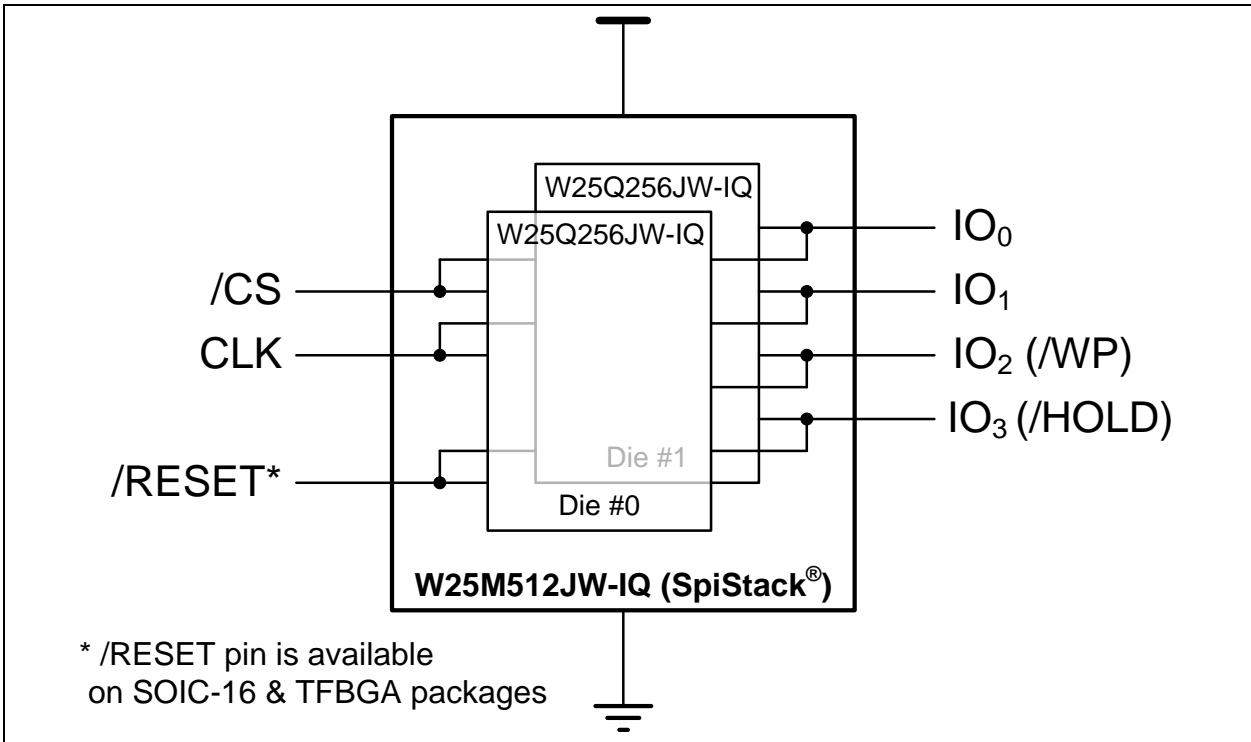 W25Q256JW-IQ
W25Q256JW-IQ
/CS
CLK
/RESET*
IO₀
IO₁
IO₂ (/WP)
IO₃ (/HOLD)
Die #1
Die #0
W25M512JW-IQ (SpiStack®)
* /RESET pin is available
on SOIC-16 & TFBGA packages